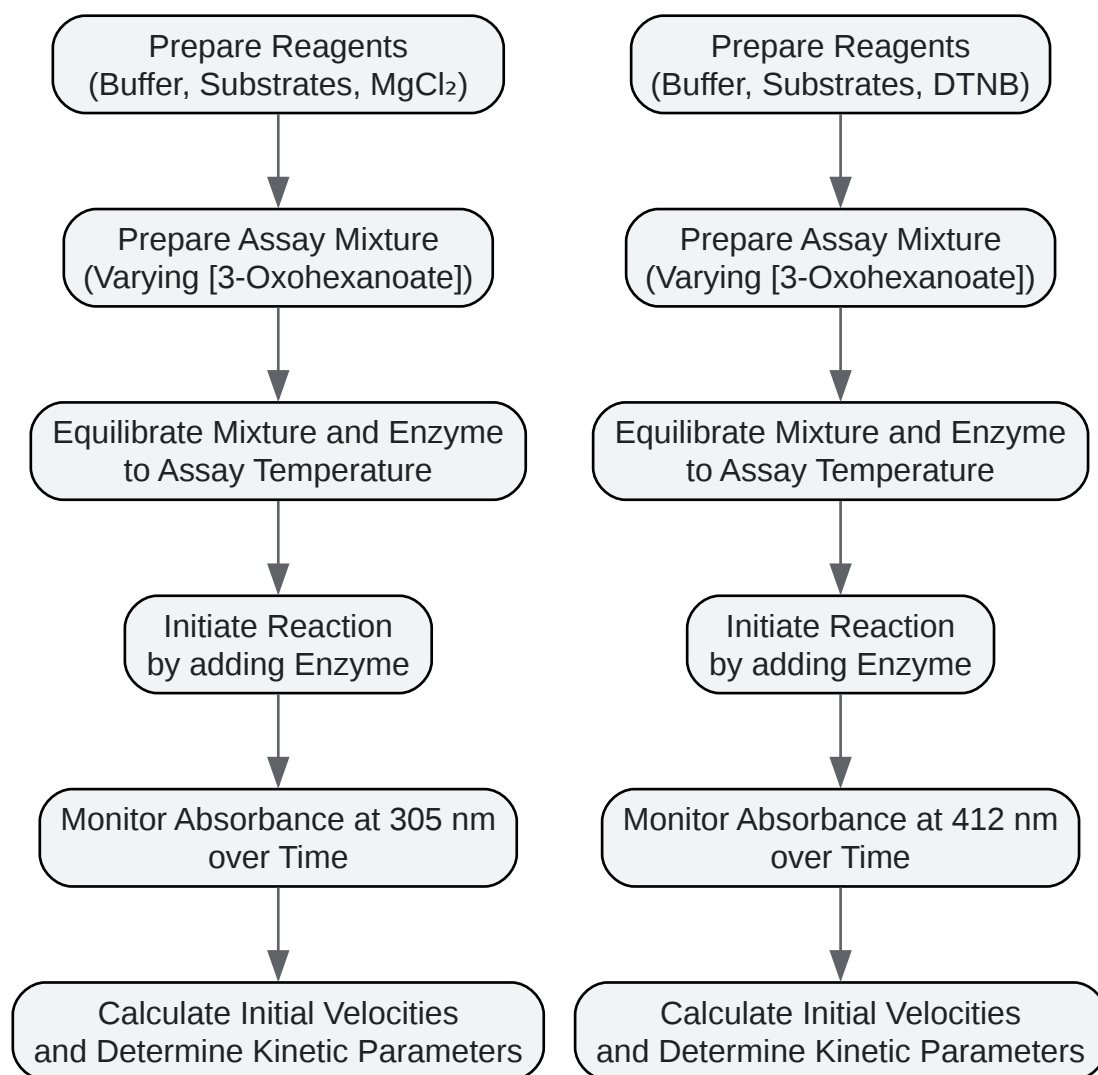 Prepare Reagents
(Buffer, Substrates, MgCl₂)
Prepare Assay Mixture
(Varying [3-Oxohexanoate])
Equilibrate Mixture and Enzyme
to Assay Temperature
Initiate Reaction
by adding Enzyme
Monitor Absorbance at 305 nm
over Time
Calculate Initial Velocities
and Determine Kinetic Parameters
Prepare Reagents
(Buffer, Substrates, DTNB)
Prepare Assay Mixture
(Varying [3-Oxohexanoate])
Equilibrate Mixture and Enzyme
to Assay Temperature
Initiate Reaction
by adding Enzyme
Monitor Absorbance at 412 nm
over Time
Calculate Initial Velocities
and Determine Kinetic Parameters